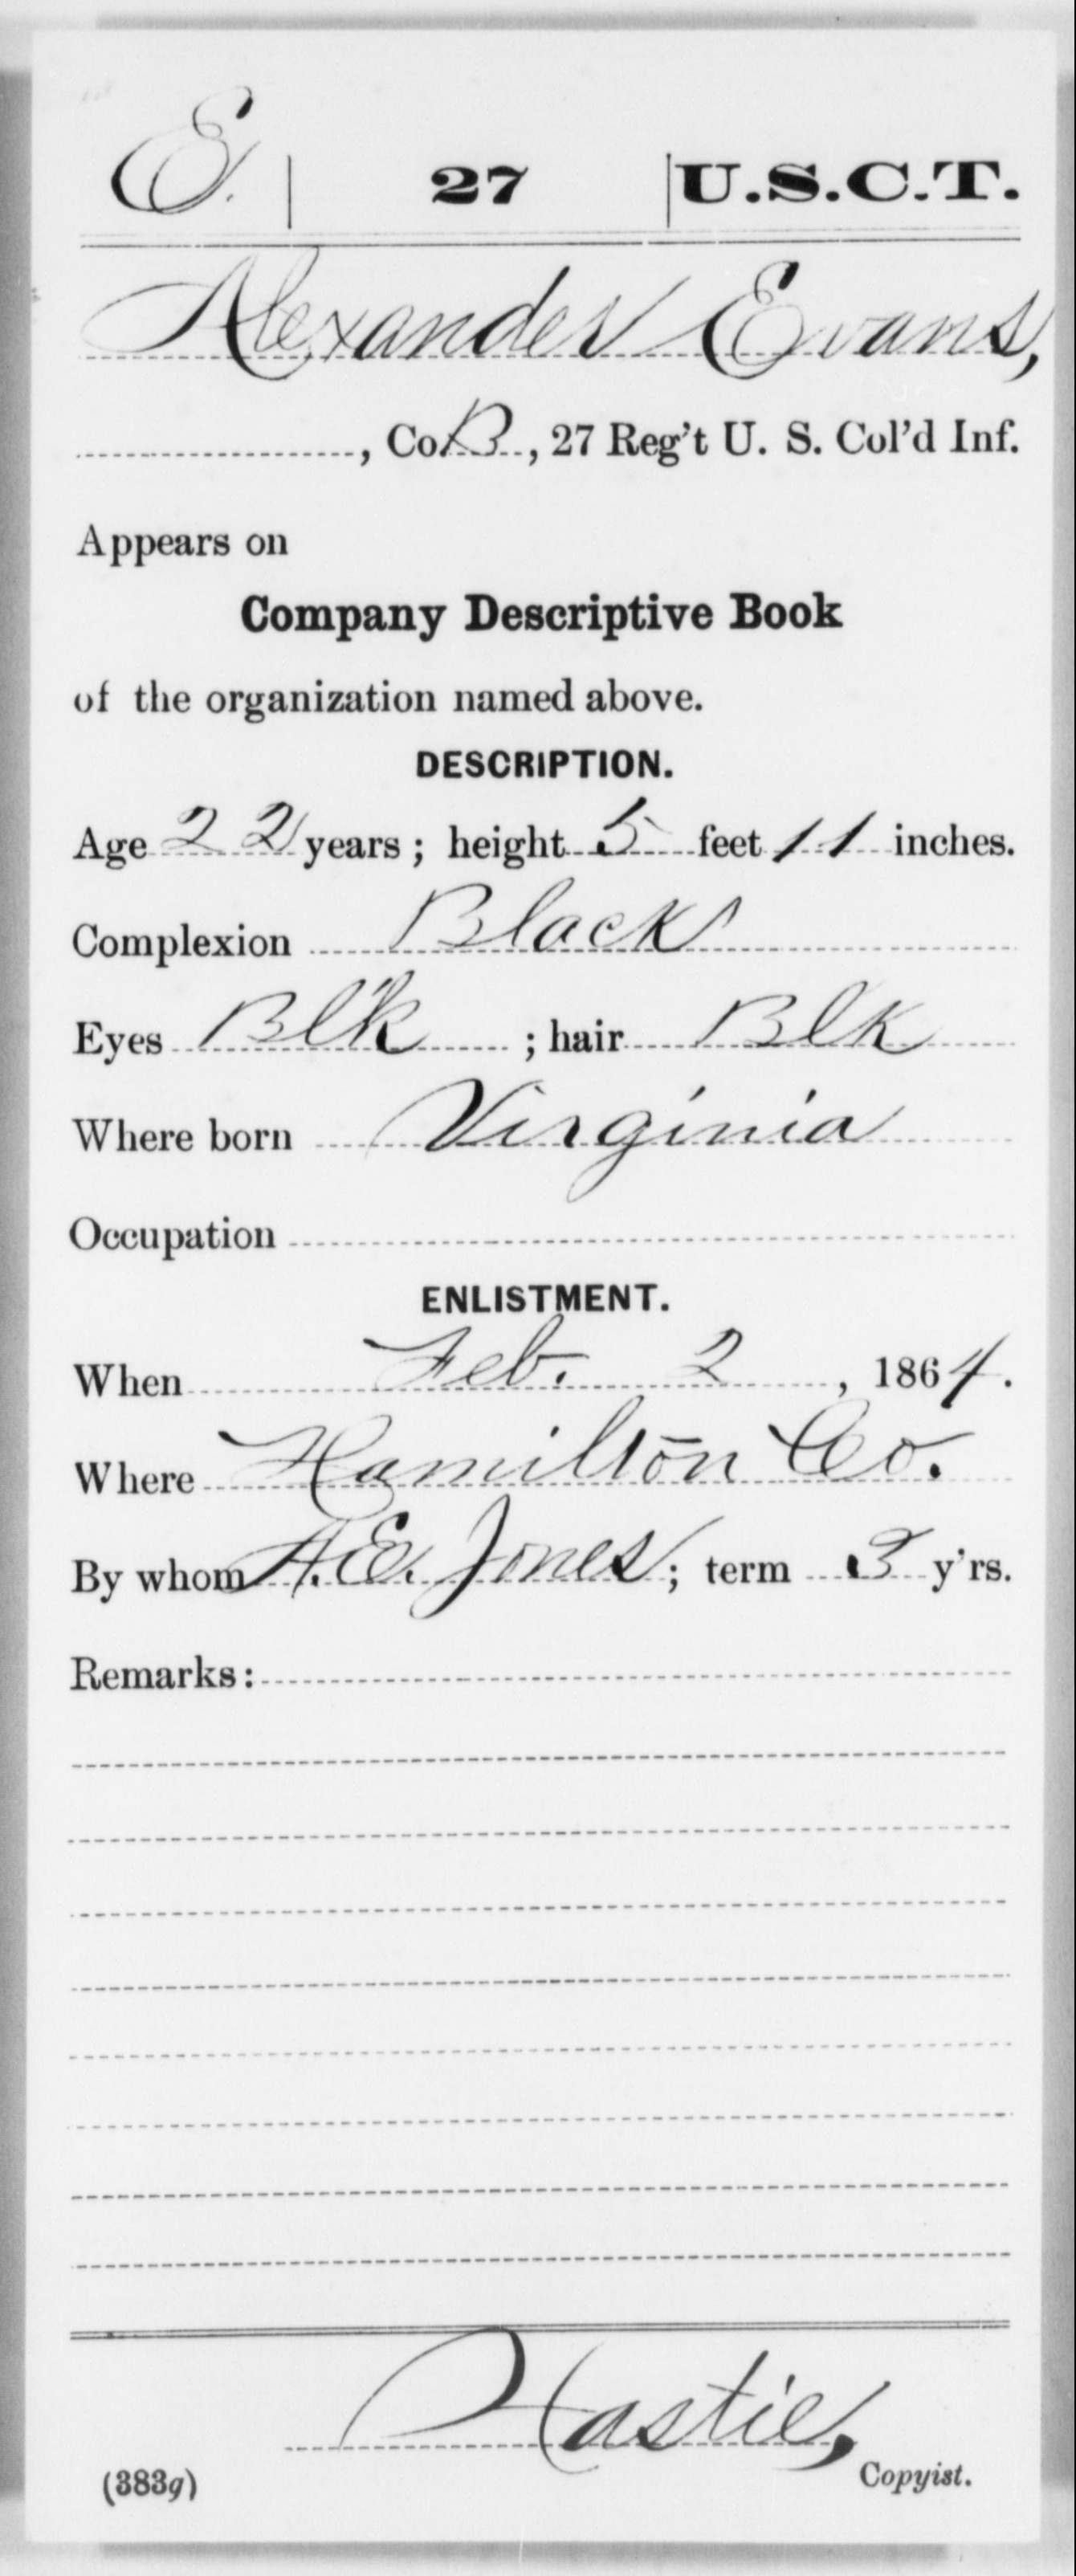 E. | 27 | U.S.C.T.
Alexander Evans,
, Co. B, 27 Reg't U. S. Col'd Inf.
Appears on
Company Descriptive Book
of the organization named above.
DESCRIPTION.
Age 22 years; height 5 feet 11 inches.
Complexion Black
Eyes Bl'k ; hair Blk
Where born Virginia
Occupation
ENLISTMENT.
When Feb. 2, 1864.
Where Hamilton Co.
By whom A. E. Jones; term 3 y'rs.
Remarks:
Hastie,
(383g) Copyist.